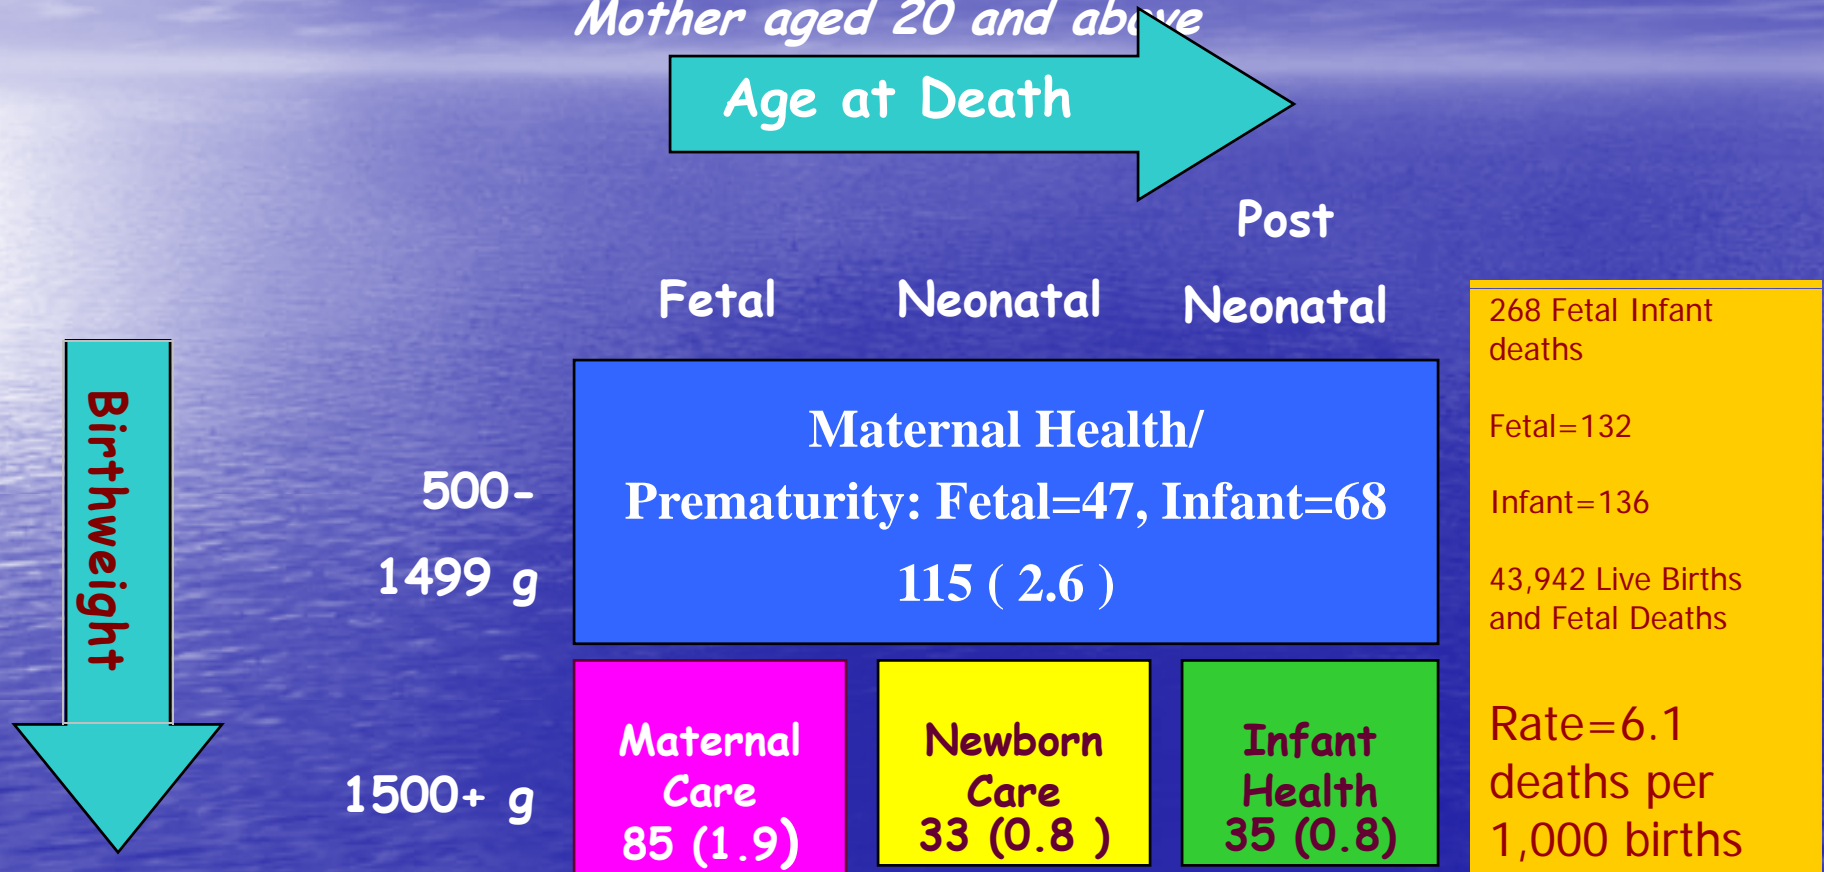 Mother aged 20 and above
Age at Death
Post
Fetal
Neonatal
Neonatal
Birthweight
500-
1499 g
Maternal Health/
Prematurity: Fetal=47, Infant=68
115 ( 2.6 )
1500+ g
Maternal
Care
85 (1.9)
Newborn
Care
33 (0.8 )
Infant
Health
35 (0.8)
268 Fetal Infant
deaths
Fetal=132
Infant=136
43,942 Live Births
and Fetal Deaths
Rate=6.1
deaths per
1,000 births